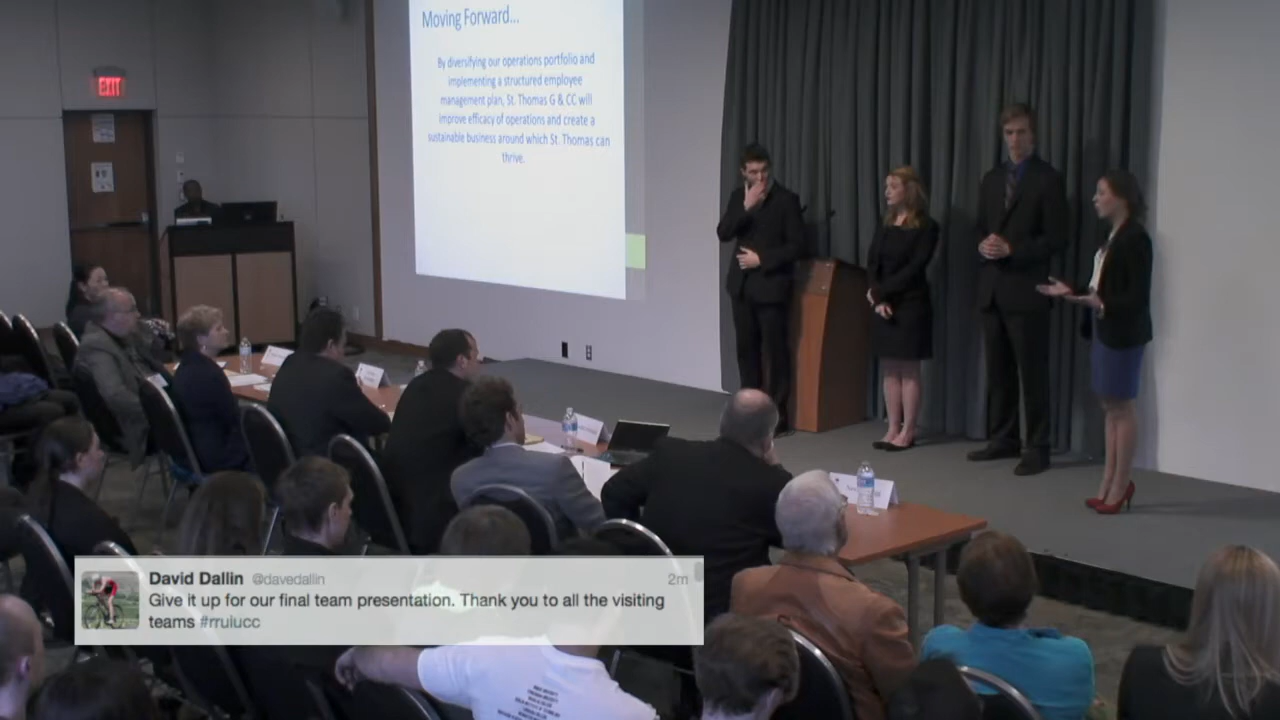 EXIT
Moving Forward...
By diversifying our operations portfolio and
implementing a structured employee
management plan, St. Thomas G & CC will
improve efficacy of operations and create a
sustainable business around which St. Thomas can
thrive.
David Dallin @davedallin 2m
Give it up for our final team presentation. Thank you to all the visiting
teams #rruiucc